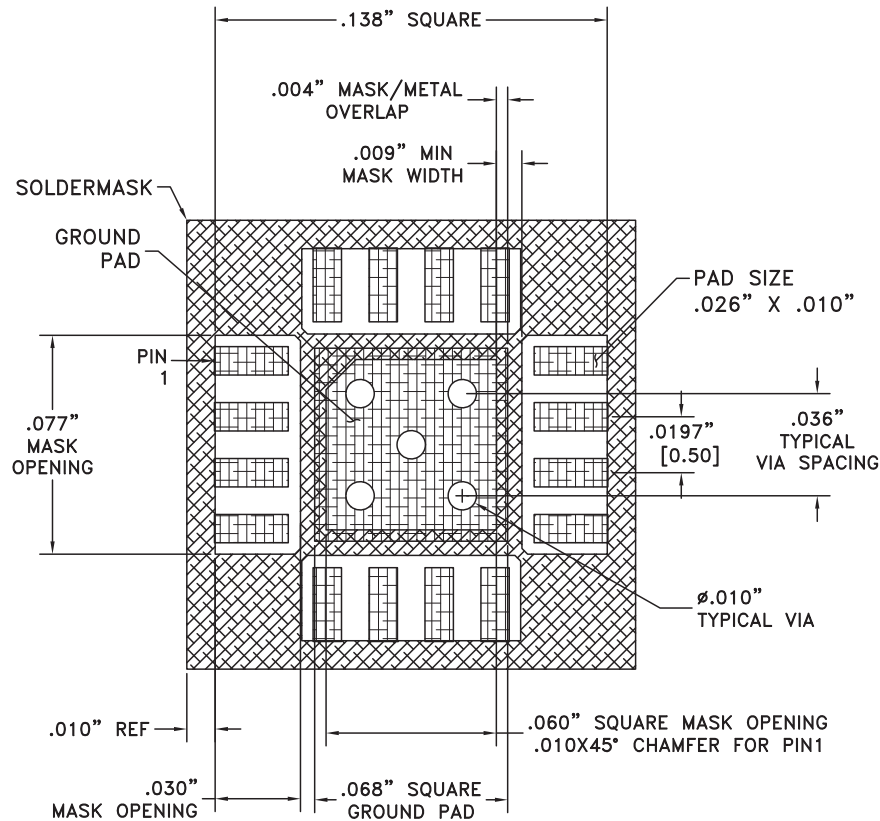 .138” SQUARE
.004” MASK/METAL
OVERLAP
.009” MIN
MASK WIDTH
SOLDERMASK
GROUND
PAD
PAD SIZE
.026” X .010”
PIN
1
.077”
MASK
OPENING
.0197”
[0.50]
.036”
TYPICAL
VIA SPACING
ø.010”
TYPICAL VIA
.010” REF
.060” SQUARE MASK OPENING
.010X45° CHAMFER FOR PIN1
.030”
MASK OPENING
.068” SQUARE
GROUND PAD